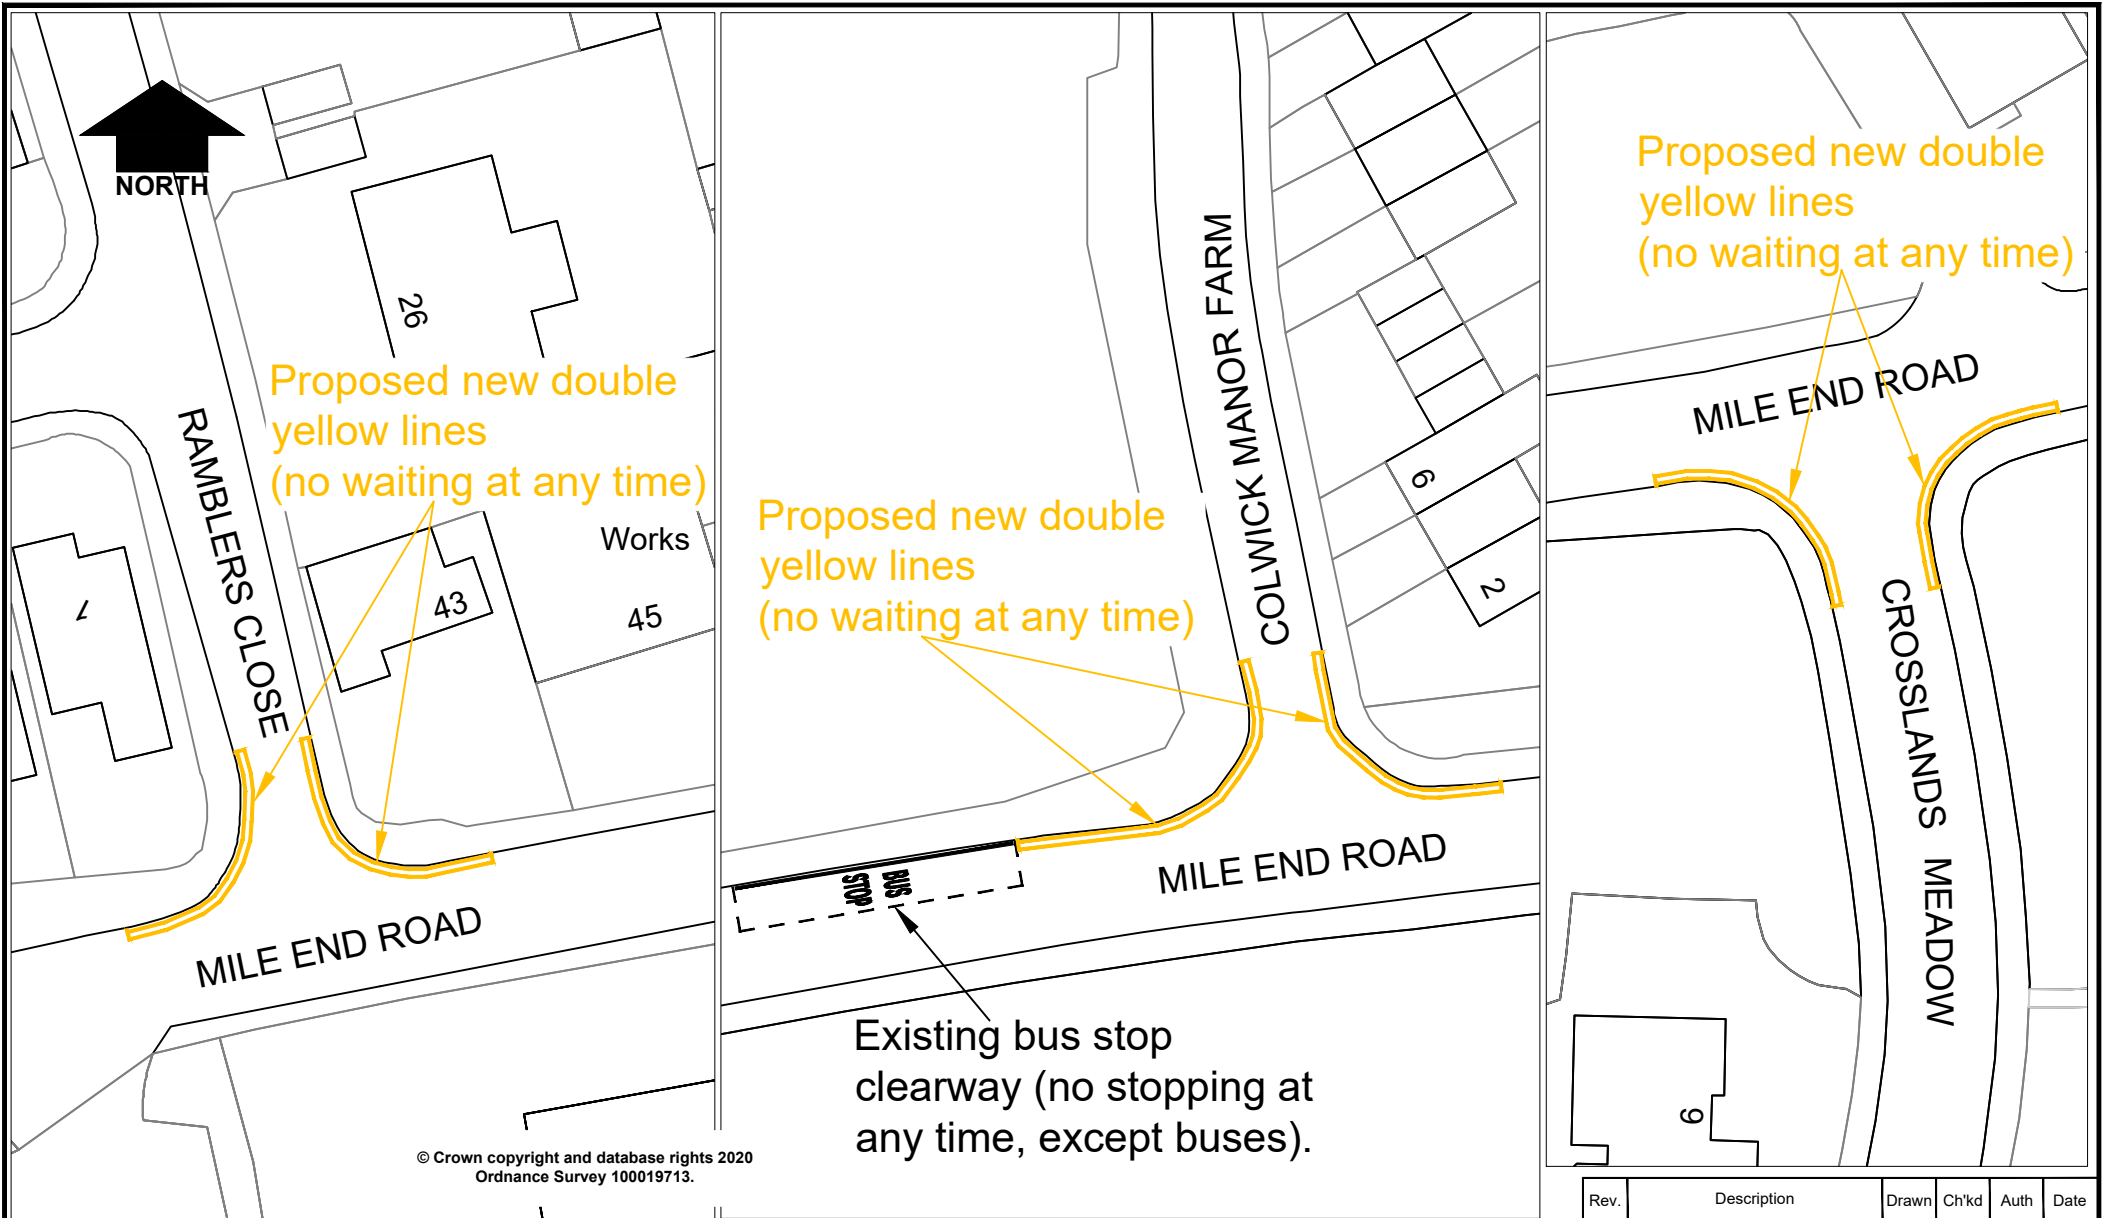 NORTH
26
Proposed new double
yellow lines
(no waiting at any time)
RAMBLERS CLOSE
Works
43
45
MILE END ROAD
© Crown copyright and database rights 2020
Ordnance Survey 100019713.
COLWICK MANOR FARM
6
2
Proposed new double
yellow lines
(no waiting at any time)
BUS
STOP
MILE END ROAD
Existing bus stop
clearway (no stopping at
any time, except buses).
Proposed new double
yellow lines
(no waiting at any time)
MILE END ROAD
CROSSLANDS MEADOW
9
Rev. Description Drawn Ch'kd Auth Date